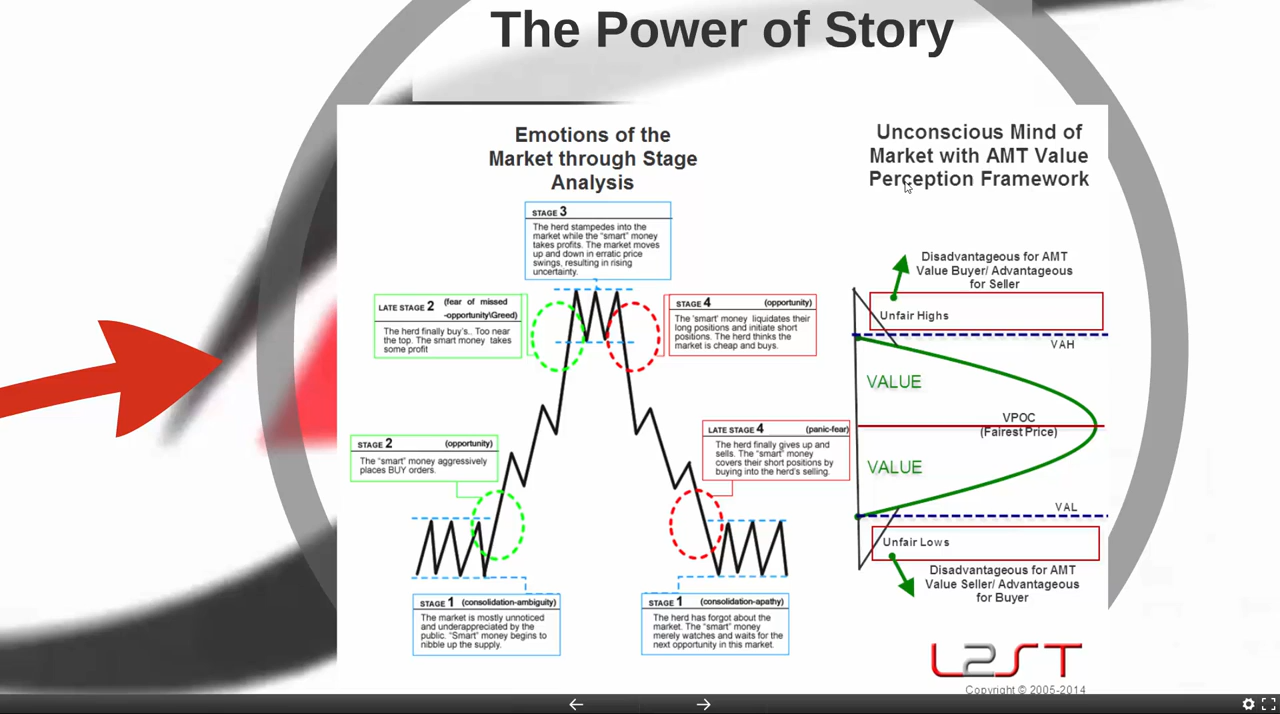 The Power of Story
Emotions of the
Market through Stage
Analysis
STAGE 3
The herd stampedes into the
market while the “smart” money
takes profits. The market moves
up and down in erratic price
swings, resulting in rising
uncertainty.
LATE STAGE 2 (fear of missed
-opportunity\Greed)
The herd finally buy's.. Too near
the top. The smart money takes
some profit
STAGE 4 (opportunity)
The 'smart' money liquidates their
long positions and initiate short
positions. The herd thinks the
market is cheap and buys.
STAGE 2 (opportunity)
The “smart” money aggressively
places BUY orders.
LATE STAGE 4 (panic-fear)
The herd finally gives up and
sells. The “smart” money
covers their short positions by
buying into the herd's selling.
STAGE 1 (consolidation-ambiguity)
The market is mostly unnoticed
and underappreciated by the
public. “Smart” money begins to
nibble up the supply.
STAGE 1 (consolidation-apathy)
The herd has forgot about the
market. The “smart” money
merely watches and waits for the
next opportunity in this market.
Unconscious Mind of
Market with AMT Value
Perception Framework
Disadvantageous for AMT
Value Buyer/ Advantageous
for Seller
Unfair Highs
VAH
VALUE
VPOC
(Fairest Price)
VALUE
VAL
Unfair Lows
Disadvantageous for AMT
Value Seller/ Advantageous
for Buyer
L2ST
Copyright © 2005-2014